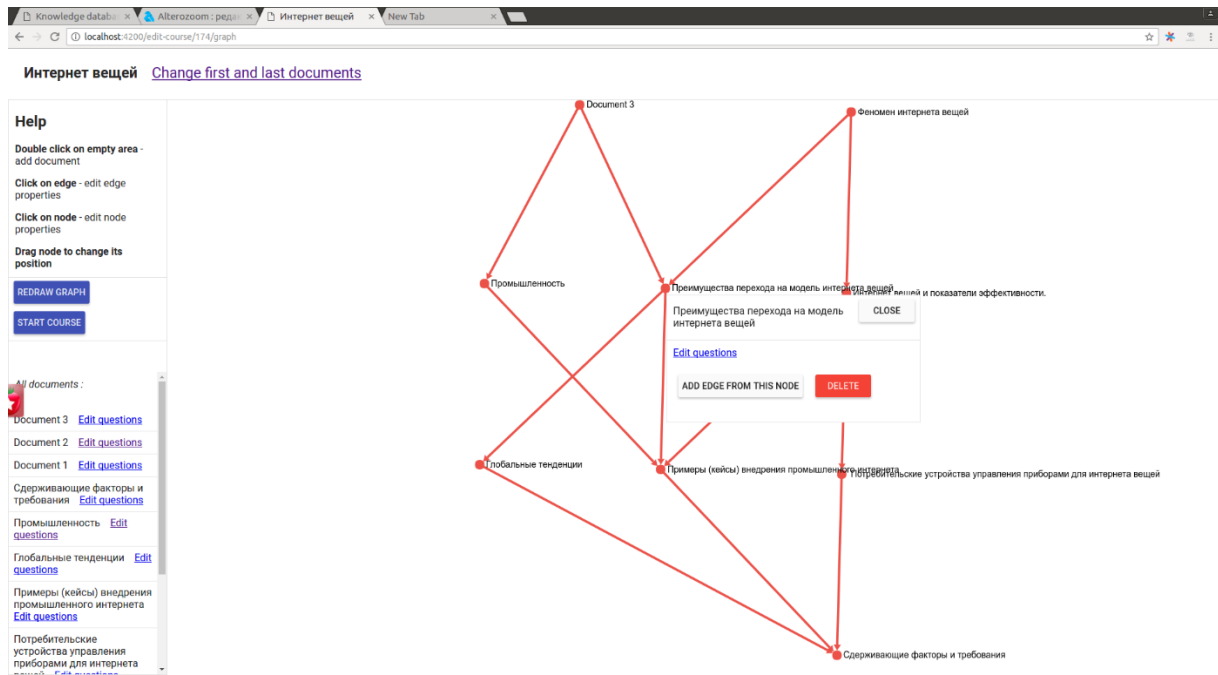 Knowledge databa
Alterozoom : редак
Интернет вещей
New Tab
localhost:4200/edit-course/174/graph
Интернет вещей Change first and last documents
Help
Double click on empty area -
add document
Click on edge - edit edge
properties
Click on node - edit node
properties
Drag node to change its
position
REDRAW GRAPH
START COURSE
All documents :
Document 3 Edit questions
Document 2 Edit questions
Document 1 Edit questions
Сдерживающие факторы и
требования Edit questions
Промышленность Edit
questions
Глобальные тенденции Edit
questions
Примеры (кейсы) внедрения
промышленного интернета
Edit questions
Потребительские
устройства управления
приборами для интернета
вещей Edit questions
Document 3
Феномен интернета вещей
Промышленность
Преимущества перехода на модель интернета вещей
Интернет вещей и показатели эффективности.
Преимущества перехода на модель
интернета вещей
CLOSE
Edit questions
ADD EDGE FROM THIS NODE
DELETE
Глобальные тенденции
Примеры (кейсы) внедрения промышленного интернета
Потребительские устройства управления приборами для интернета вещей
Сдерживающие факторы и требования